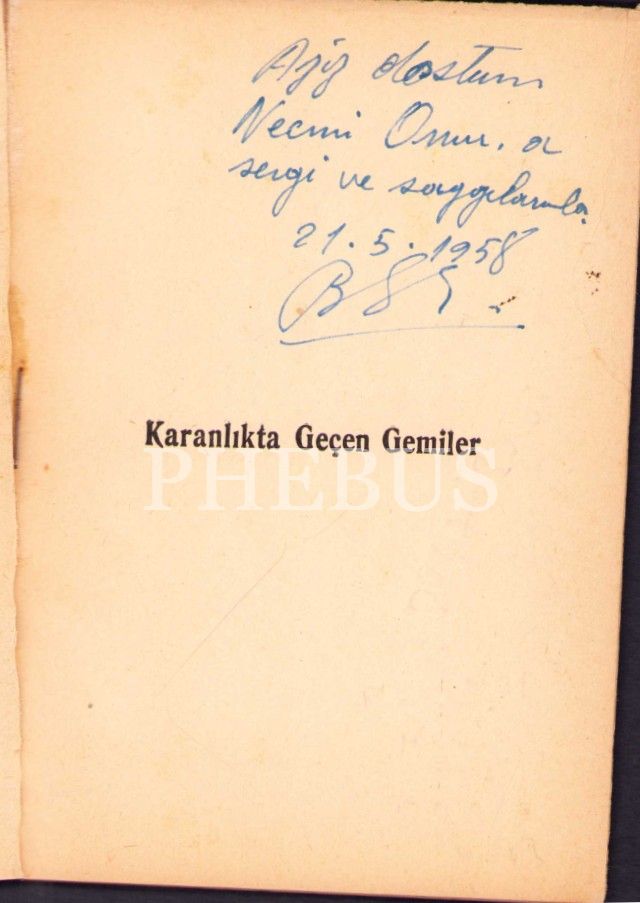 Aziz dostum
Necmi Onur. a
sevgi ve saygılarımla.
21.5.1958
Karanlıkta Geçen Gemiler
PHEBUS